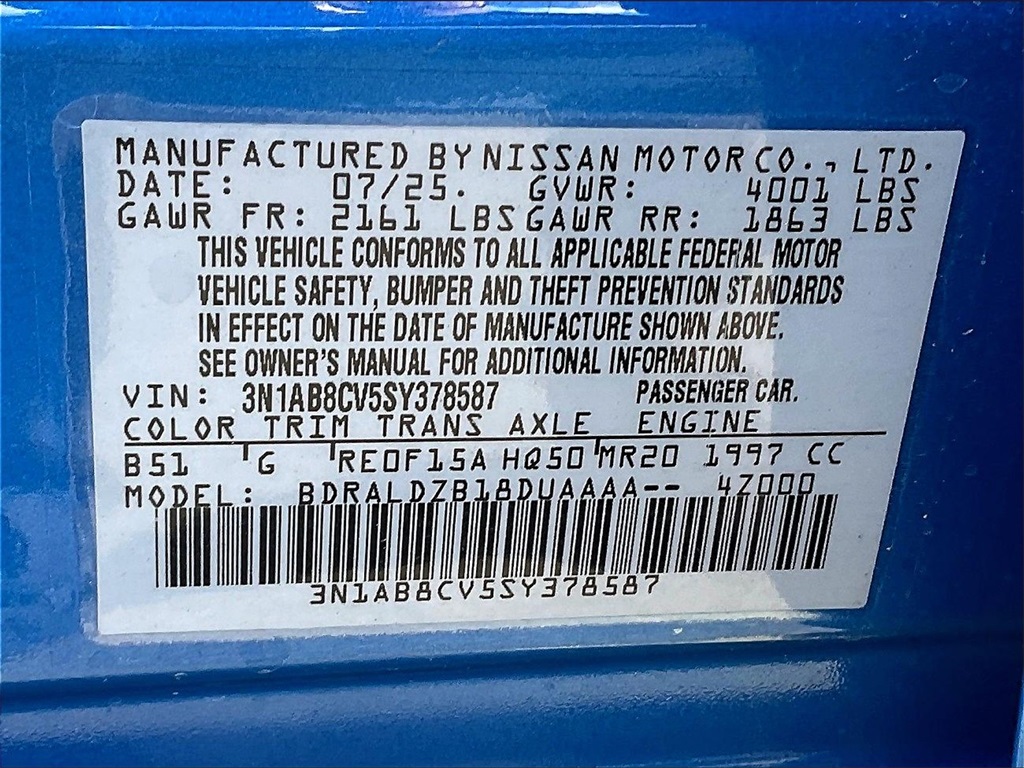 MANUFACTURED BY NISSAN MOTOR CO., LTD.
DATE: 07/25. GVWR: 4001 LBS
GAWR FR: 2161 LBS GAWR RR: 1863 LBS
THIS VEHICLE CONFORMS TO ALL APPLICABLE FEDERAL MOTOR
VEHICLE SAFETY, BUMPER AND THEFT PREVENTION STANDARDS
IN EFFECT ON THE DATE OF MANUFACTURE SHOWN ABOVE.
SEE OWNER'S MANUAL FOR ADDITIONAL INFORMATION.
VIN: 3N1AB8CV5SY378587 PASSENGER CAR.
COLOR TRIM TRANS AXLE ENGINE
B51 G RE0F15A HQ50 MR20 1997 CC
MODEL: BDRALDZB18DUAAAA-- 4Z000
3N1AB8CV5SY378587